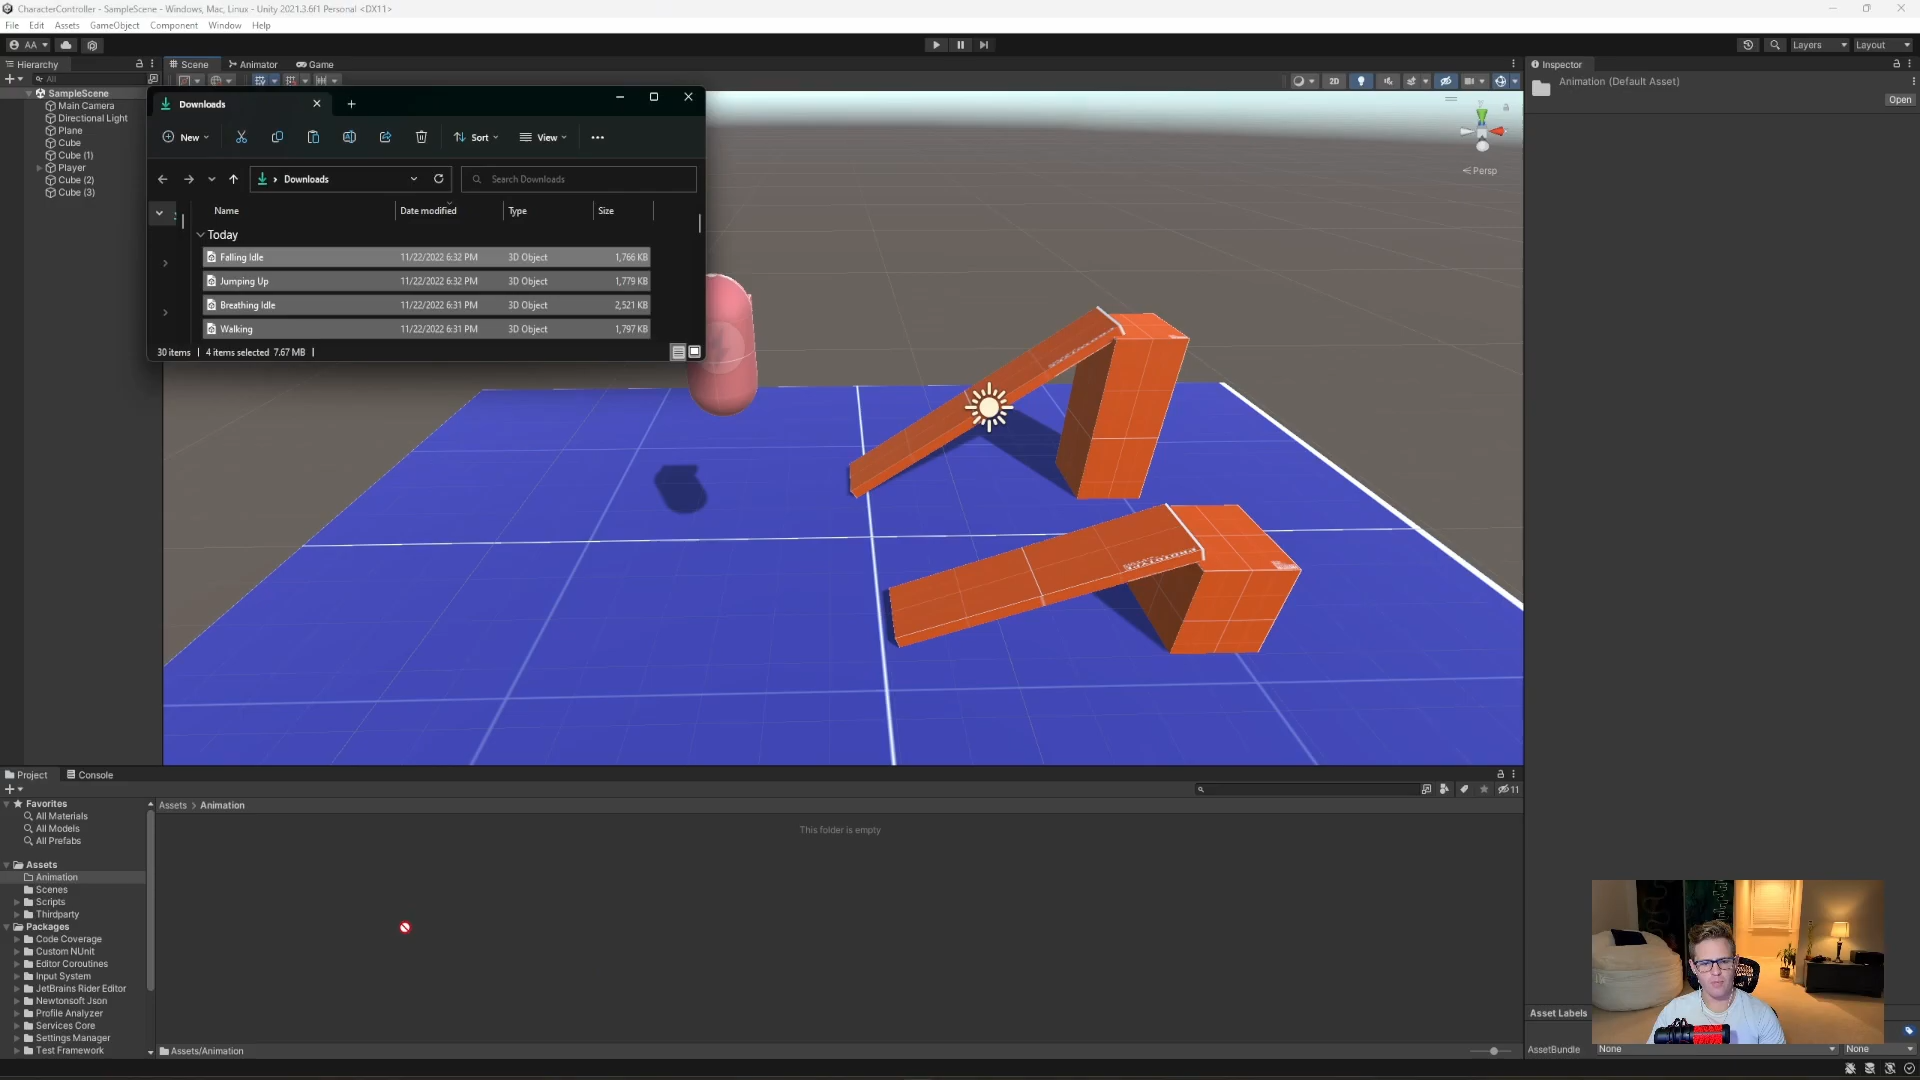 CharacterController - SampleScene - Windows, Mac, Linux - Unity 2021.3.6f1 Personal <DX11>
File Edit Assets GameObject Component Window Help
AA Layers Layout
Hierarchy Scene Animator Game Inspector
All 2D
SampleScene
Main Camera
Directional Light
Plane
Cube
Cube (1)
Player
Cube (2)
Cube (3)
Downloads
New Sort View
Downloads Search Downloads
Name Date modified Type Size
Today
Falling Idle 11/22/2022 6:32 PM 3D Object 1,766 KB
Jumping Up 11/22/2022 6:32 PM 3D Object 1,779 KB
Breathing Idle 11/22/2022 6:31 PM 3D Object 2,521 KB
Walking 11/22/2022 6:31 PM 3D Object 1,797 KB
30 items 4 items selected 7.67 MB
Persp
Animation (Default Asset)
Open
Project Console
11
Favorites
All Materials
All Models
All Prefabs
Assets
Animation
Scenes
Scripts
Thirdparty
Packages
Code Coverage
Custom NUnit
Editor Coroutines
Input System
JetBrains Rider Editor
Newtonsoft Json
Profile Analyzer
Services Core
Settings Manager
Test Framework
Assets > Animation
This folder is empty
Assets/Animation
Asset Labels
AssetBundle None None